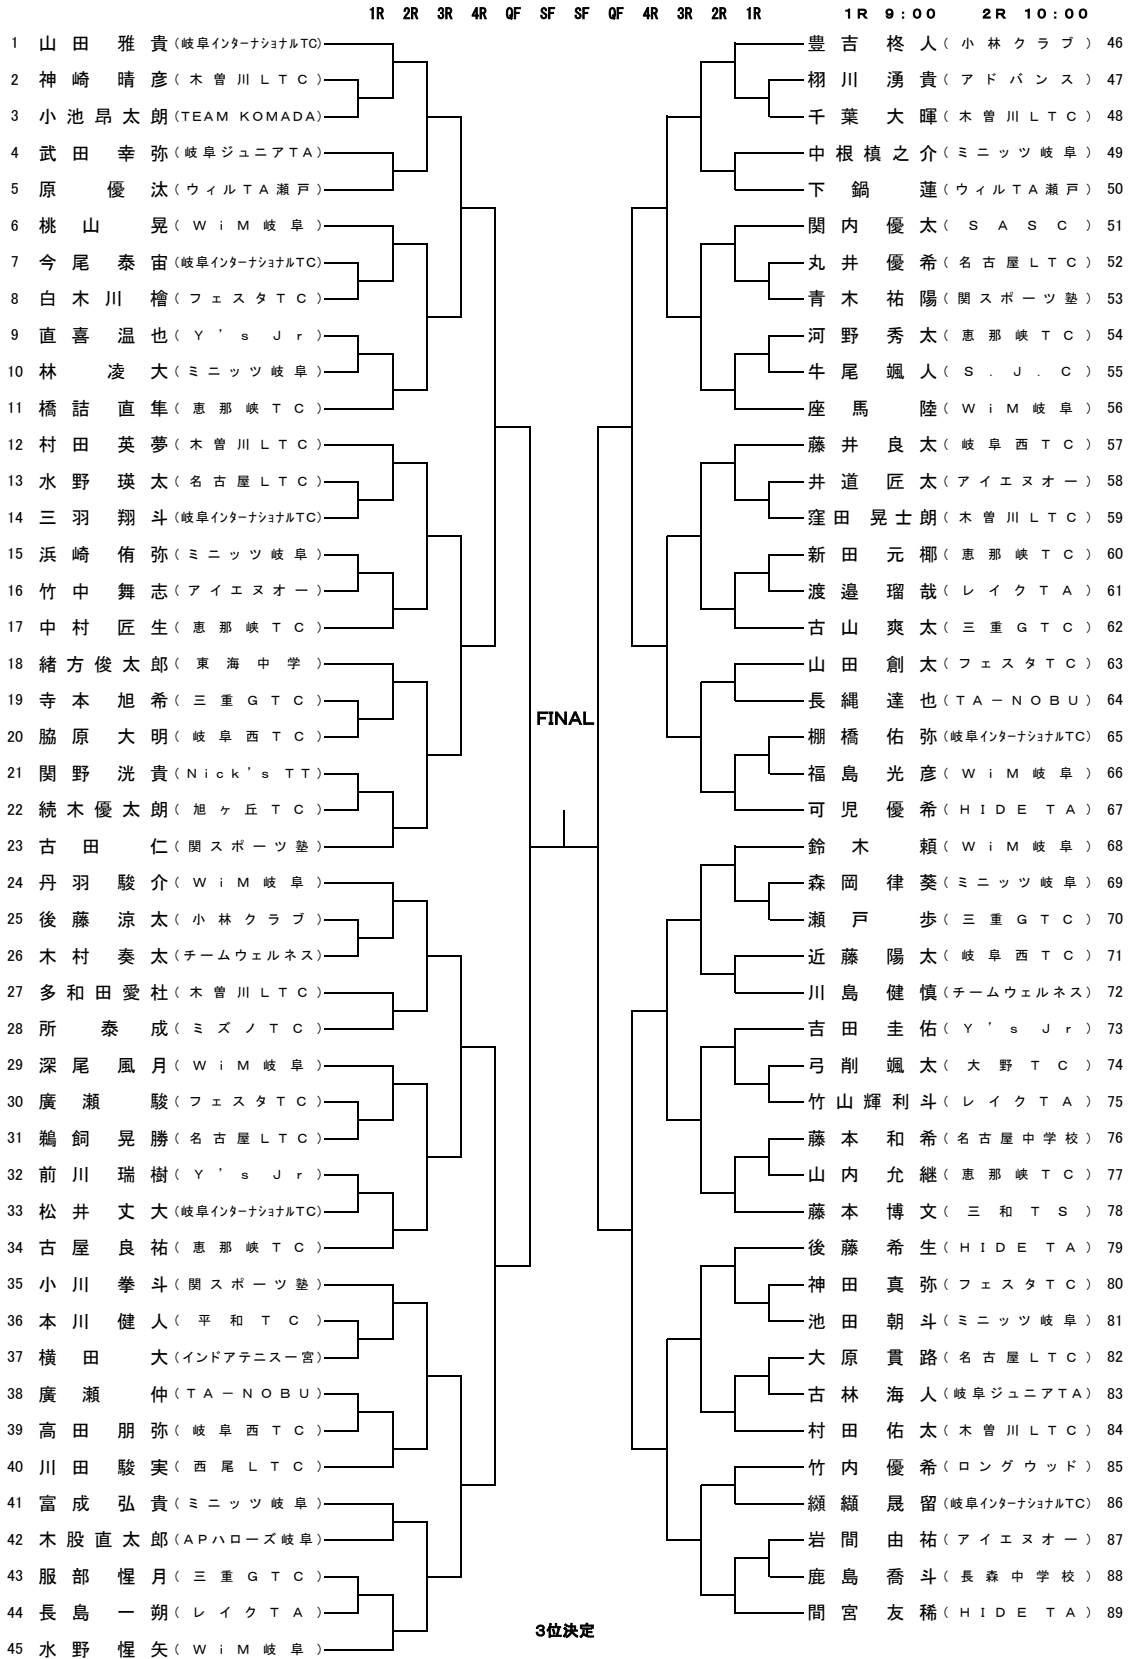 1R 2R 3R 4R QF SF SF QF 4R 3R 2R 1R 1R 9:00 2R 10:00
1 山田雅貴(岐阜インターナショナルTC)
2 神崎晴彦(木曽川LTC)
3 小池昂太朗(TEAM KOMADA)
4 武田幸弥(岐阜ジュニアTA)
5 原優汰(ウィルTA瀬戸)
6 桃山晃(WiM岐阜)
7 今尾泰宙(岐阜インターナショナルTC)
8 白木川檜(フェスタTC)
9 直喜温也(Y's Jr)
10 林凌大(ミニッツ岐阜)
11 橋詰直隼(恵那峡TC)
12 村田英夢(木曽川LTC)
13 水野瑛太(名古屋LTC)
14 三羽翔斗(岐阜インターナショナルTC)
15 浜崎侑弥(ミニッツ岐阜)
16 竹中舞志(アイエヌオー)
17 中村匠生(恵那峡TC)
18 緒方俊太郎(東海中学)
19 寺本旭希(三重GTC)
20 脇原大明(岐阜西TC)
21 関野洸貴(Nick's TT)
22 続木優太朗(旭ヶ丘TC)
23 古田仁(関スポーツ塾)
24 丹羽駿介(WiM岐阜)
25 後藤涼太(小林クラブ)
26 木村奏太(チームウェルネス)
27 多和田愛杜(木曽川LTC)
28 所泰成(ミズノTC)
29 深尾風月(WiM岐阜)
30 廣瀬駿(フェスタTC)
31 鵜飼晃勝(名古屋LTC)
32 前川瑞樹(Y's Jr)
33 松井丈大(岐阜インターナショナルTC)
34 古屋良祐(恵那峡TC)
35 小川拳斗(関スポーツ塾)
36 本川健人(平和TC)
37 横田大(インドアテニス一宮)
38 廣瀬仲(TA-NOBU)
39 高田朋弥(岐阜西TC)
40 川田駿実(西尾LTC)
41 富成弘貴(ミニッツ岐阜)
42 木股直太郎(APハローズ岐阜)
43 服部惺月(三重GTC)
44 長島一朔(レイクTA)
45 水野惺矢(WiM岐阜)
FINAL
3位決定
豊吉柊人(小林クラブ) 46
栩川湧貴(アドバンス) 47
千葉大暉(木曽川LTC) 48
中根槙之介(ミニッツ岐阜) 49
下鍋蓮(ウィルTA瀬戸) 50
関内優太(SASC) 51
丸井優希(名古屋LTC) 52
青木祐陽(関スポーツ塾) 53
河野秀太(恵那峡TC) 54
牛尾颯人(S.J.C) 55
座馬陸(WiM岐阜) 56
藤井良太(岐阜西TC) 57
井道匠太(アイエヌオー) 58
窪田晃士朗(木曽川LTC) 59
新田元梛(恵那峡TC) 60
渡邉瑠哉(レイクTA) 61
古山爽太(三重GTC) 62
山田創太(フェスタTC) 63
長縄達也(TA-NOBU) 64
棚橋佑弥(岐阜インターナショナルTC) 65
福島光彦(WiM岐阜) 66
可児優希(HIDE TA) 67
鈴木頼(WiM岐阜) 68
森岡律葵(ミニッツ岐阜) 69
瀬戸歩(三重GTC) 70
近藤陽太(岐阜西TC) 71
川島健慎(チームウェルネス) 72
吉田圭佑(Y's Jr) 73
弓削颯太(大野TC) 74
竹山輝利斗(レイクTA) 75
藤本和希(名古屋中学校) 76
山内允継(恵那峡TC) 77
藤本博文(三和TS) 78
後藤希生(HIDE TA) 79
神田真弥(フェスタTC) 80
池田朝斗(ミニッツ岐阜) 81
大原貫路(名古屋LTC) 82
古林海人(岐阜ジュニアTA) 83
村田佑太(木曽川LTC) 84
竹内優希(ロングウッド) 85
纐纈晟留(岐阜インターナショナルTC) 86
岩間由祐(アイエヌオー) 87
鹿島喬斗(長森中学校) 88
間宮友稀(HIDE TA) 89